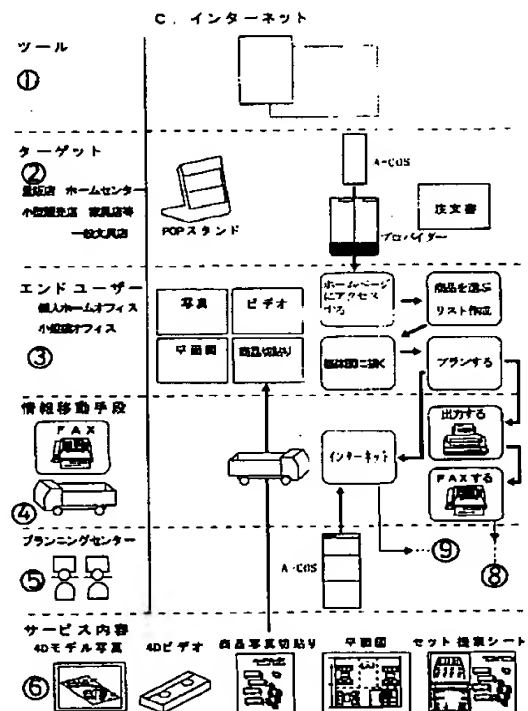 C. インターネット
ツール
①
ターゲット
②
量販店 ホームセンター
小型販売店 家具店等
一般文具店
POPスタンド
A-COS
プロバイダー
注文書
エンドユーザー
個人ホームオフィス
小規模オフィス
③
写真
ビデオ
平面図
商品切貼り
ホームページ
にアクセス
する
商品を選ぶ
リスト作成
プランする
情報移動手段
FAX
④
インターネット
出力する
FAXする
プランニングセンター
⑤
A-COS
⑨
⑧
サービス内容
4Dモデル写真
4Dビデオ
商品写真切貼り
平面図
セット提案シート
⑥